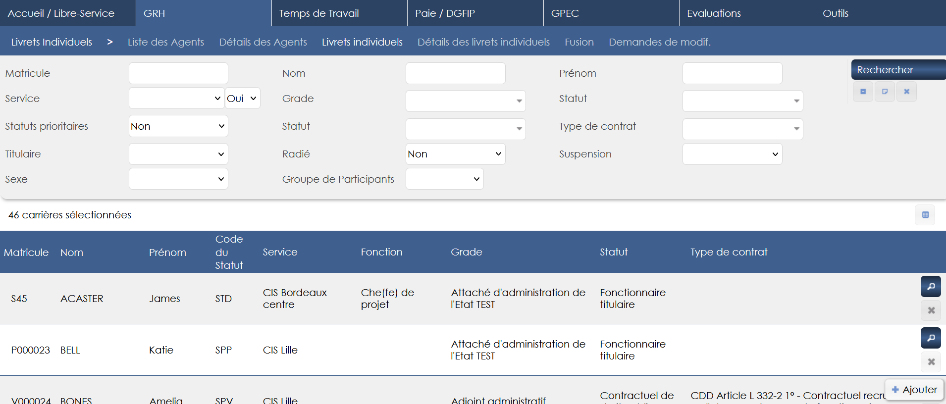 Accueil / Libre-Service GRH Temps de Travail Paie / DGFIP GPEC Evaluations Outils
Livrets Individuels > Liste des Agents Détails des Agents Livrets individuels Détails des livrets individuels Fusion Demandes de modif.
Matricule Nom Prénom Rechercher
Service Oui Grade Statut
Statuts prioritaires Non Statut Type de contrat
Titulaire Radié Non Suspension
Sexe Groupe de Participants
46 carrières sélectionnées
Matricule Nom Prénom Code du Statut Service Fonction Grade Statut Type de contrat
S45 ACASTER James STD CIS Bordeaux centre Che(fe) de projet Attaché d'administration de l'Etat TEST Fonctionnaire titulaire
P000023 BELL Katie SPP CIS Lille Attaché d'administration de l'Etat TEST Fonctionnaire titulaire
V000024 BONES Amelia SPV CIS Lille Adjoint administratif Contractuel de CDD Article L 332-2 1° - Contractuel recru
Ajouter